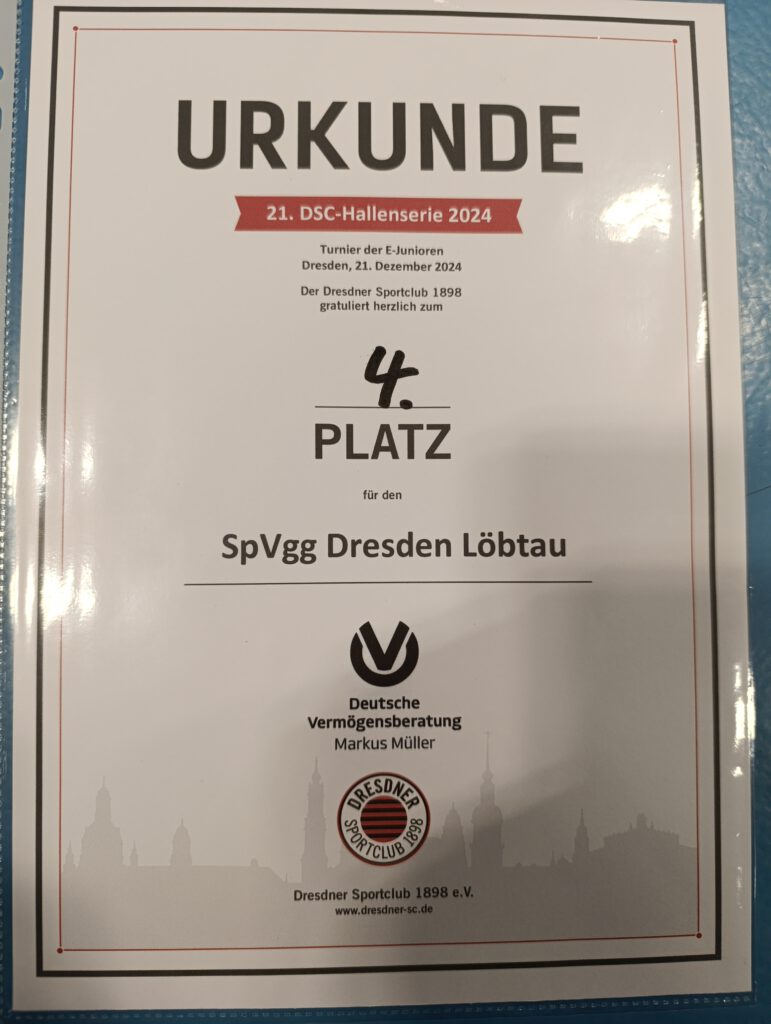 URKUNDE
21. DSC-Hallenserie 2024
Turnier der E-Junioren
Dresden, 21. Dezember 2024
Der Dresdner Sportclub 1898
gratuliert herzlich zum
4.
PLATZ
für den
SpVgg Dresden Löbtau
Deutsche
Vermögensberatung
Markus Müller
DRESDNER
SPORTCLUB 1898
Dresdner Sportclub 1898 e.V.
www.dresdner-sc.de